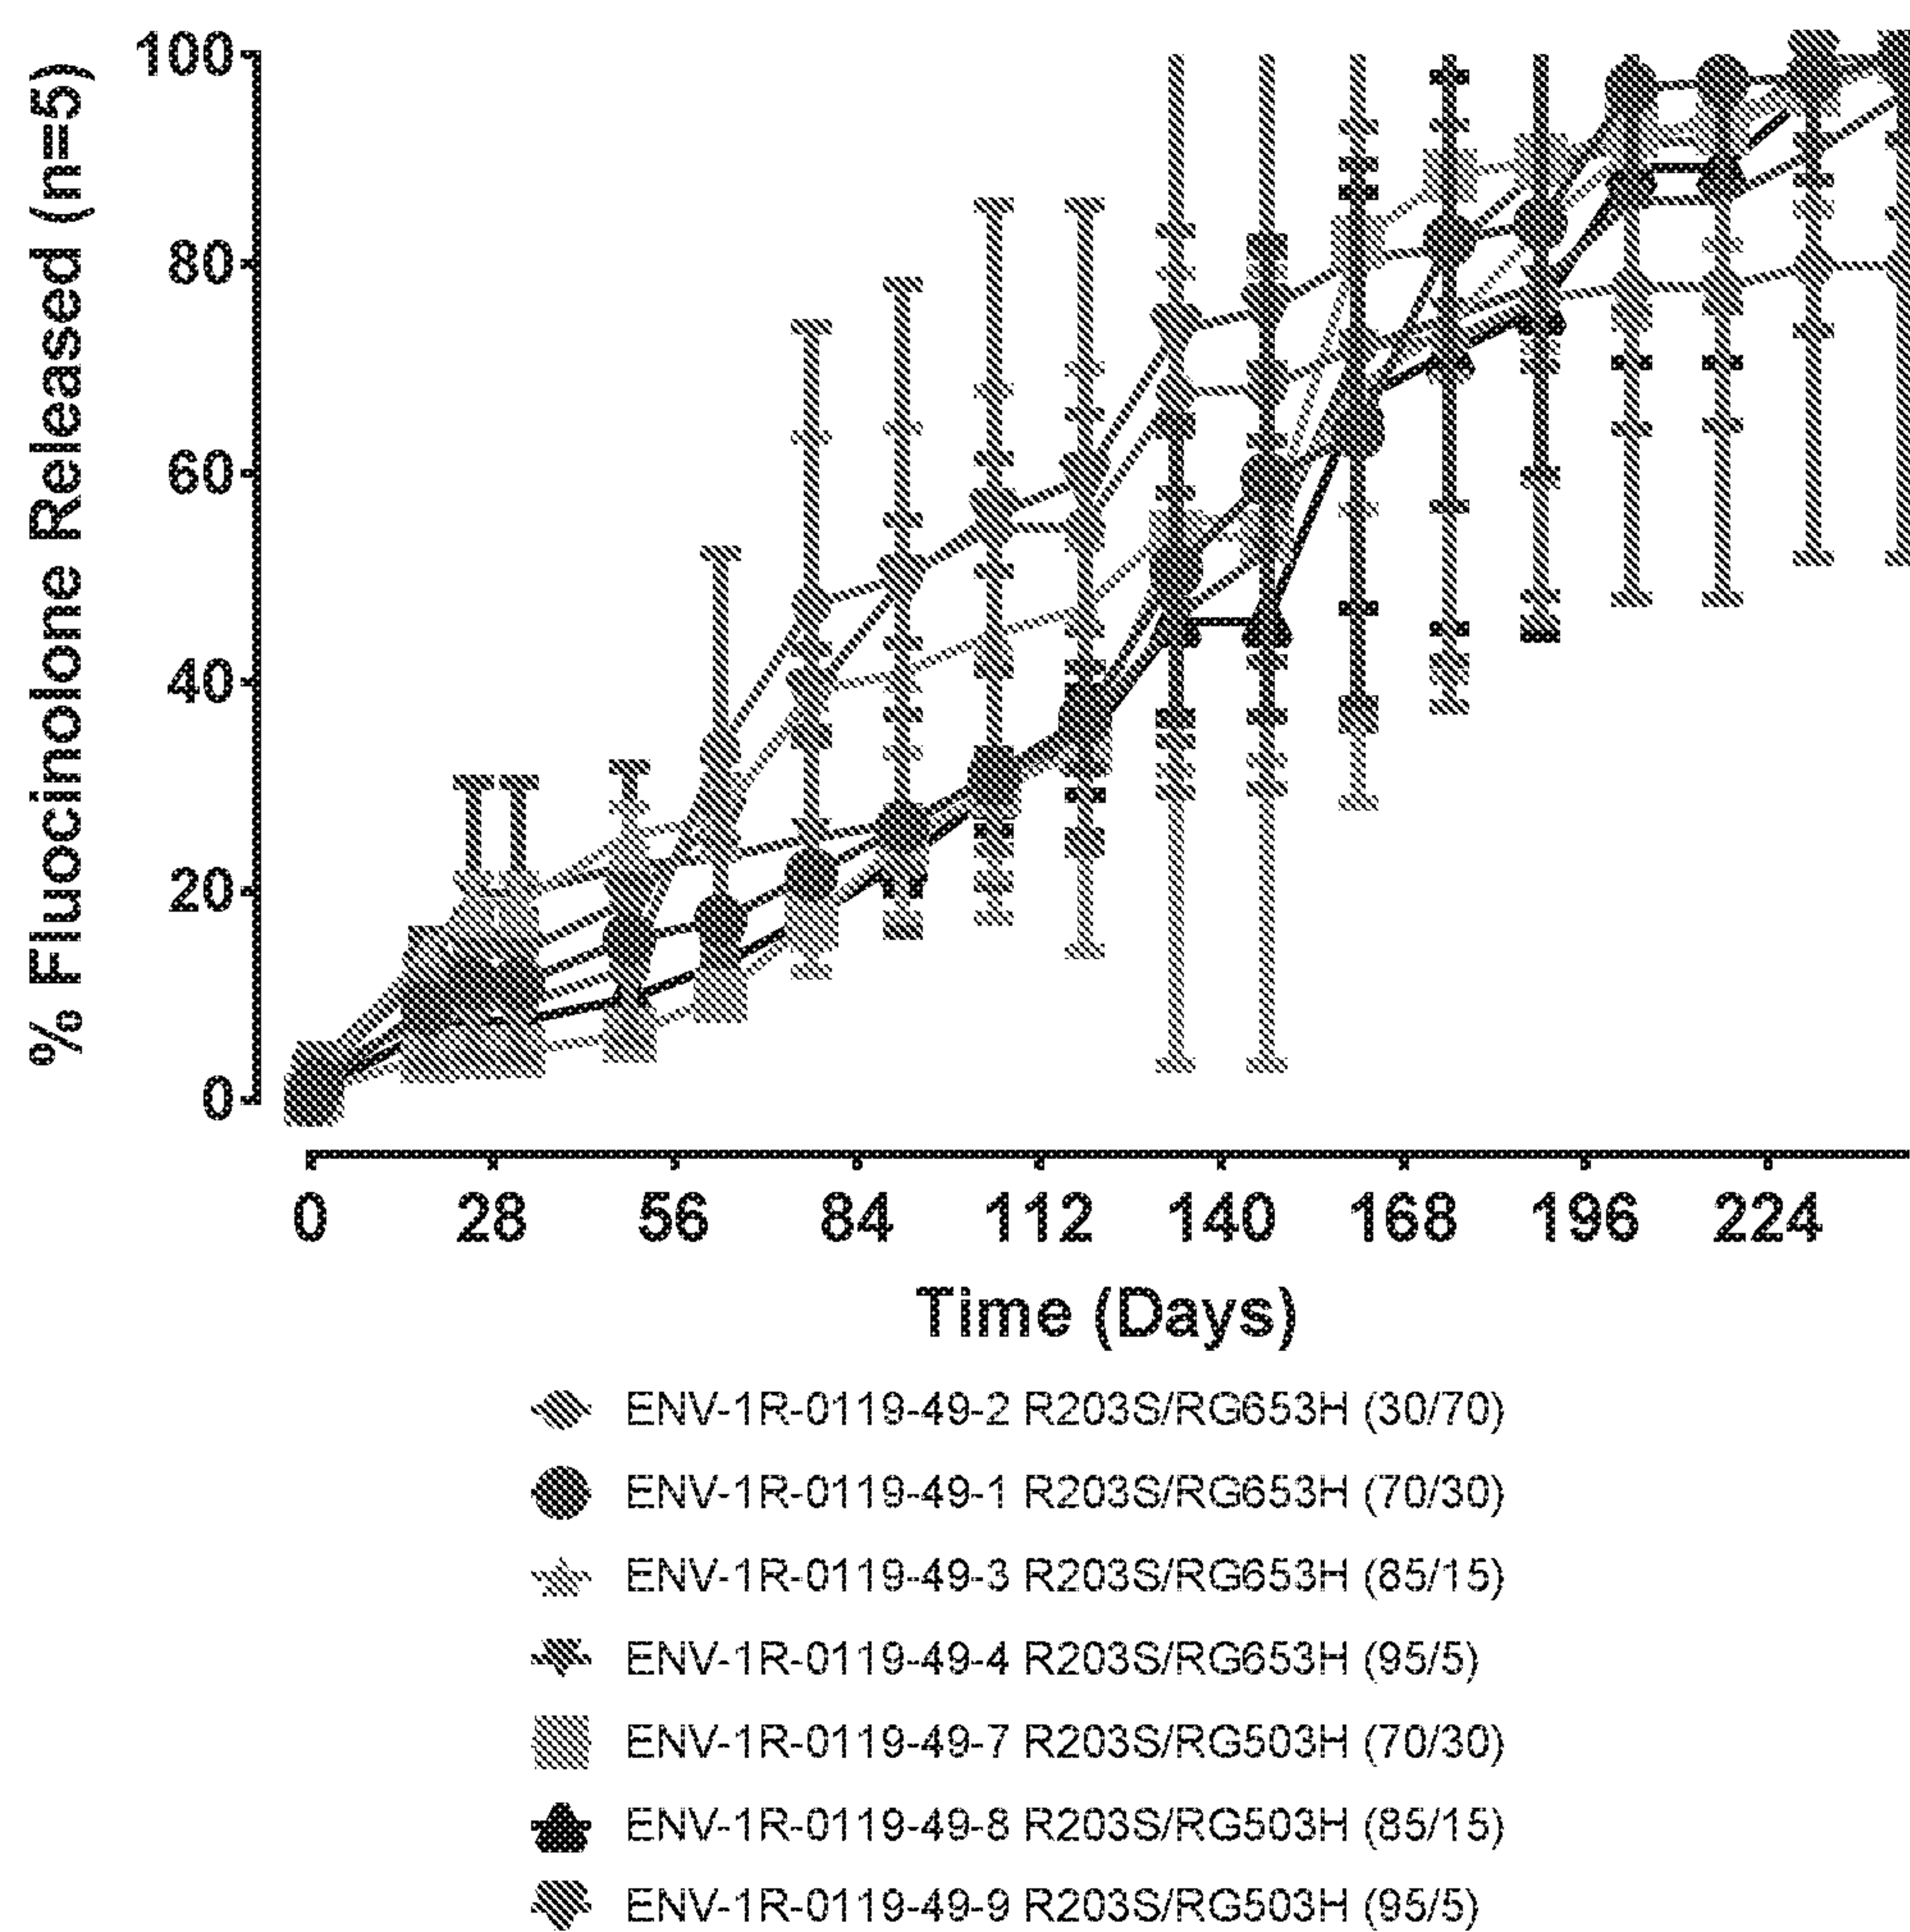 % Fluocinolone Released (n=5)
100
80
60
40
20
0
0 28 56 84 112 140 168 196 224
Time (Days)
ENV-1R-0119-49-2 R203S/RG653H (30/70)
ENV-1R-0119-49-1 R203S/RG653H (70/30)
ENV-1R-0119-49-3 R203S/RG653H (85/15)
ENV-1R-0119-49-4 R203S/RG653H (95/5)
ENV-1R-0119-49-7 R203S/RG503H (70/30)
ENV-1R-0119-49-8 R203S/RG503H (85/15)
ENV-1R-0119-49-9 R203S/RG503H (95/5)